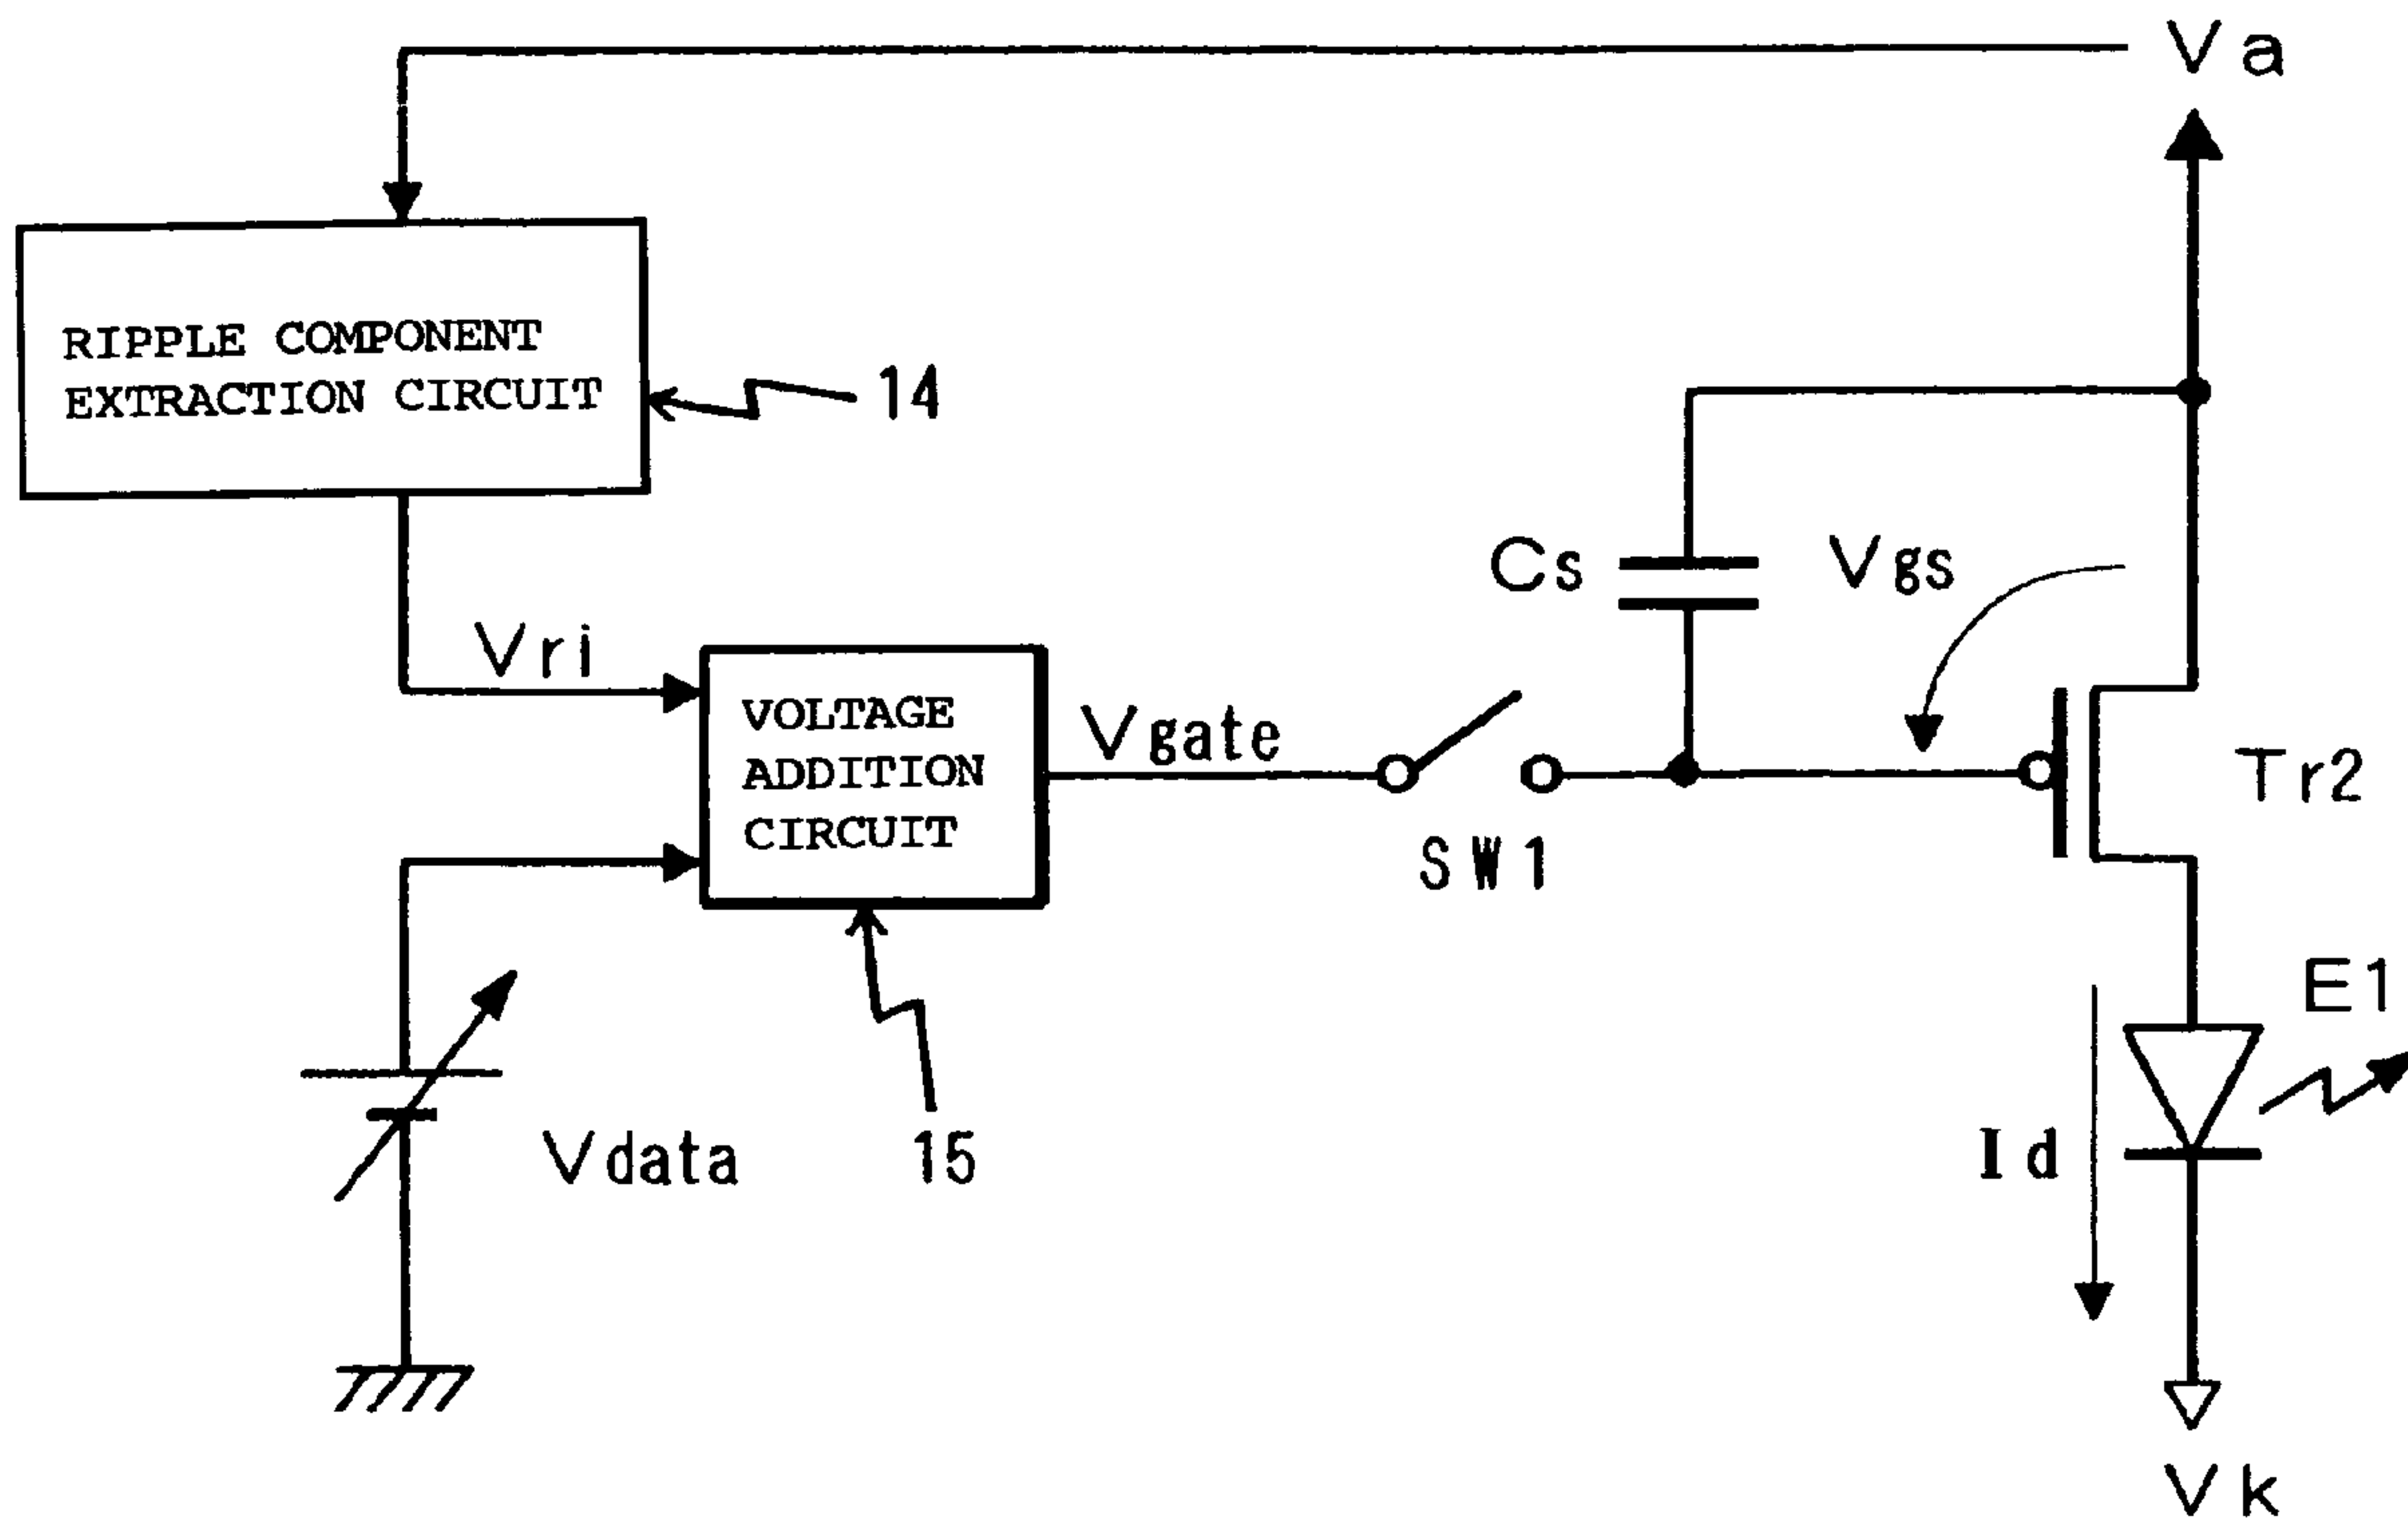 Va
RIPPLE COMPONENT
EXTRACTION CIRCUIT
14
Cs
Vgs
Vri
VOLTAGE
ADDITION
CIRCUIT
Vgate
Tr2
SW1
E1
Vdata
15
Id
Vk